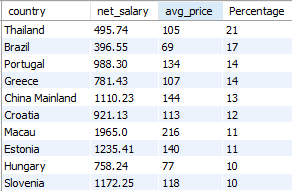 country net_salary avg_price Percentage
Thailand 495.74 105 21
Brazil 396.55 69 17
Portugal 988.30 134 14
Greece 781.43 107 14
China Mainland 1110.23 144 13
Croatia 921.13 113 12
Macau 1965.0 216 11
Estonia 1235.41 140 11
Hungary 758.24 77 10
Slovenia 1172.25 118 10